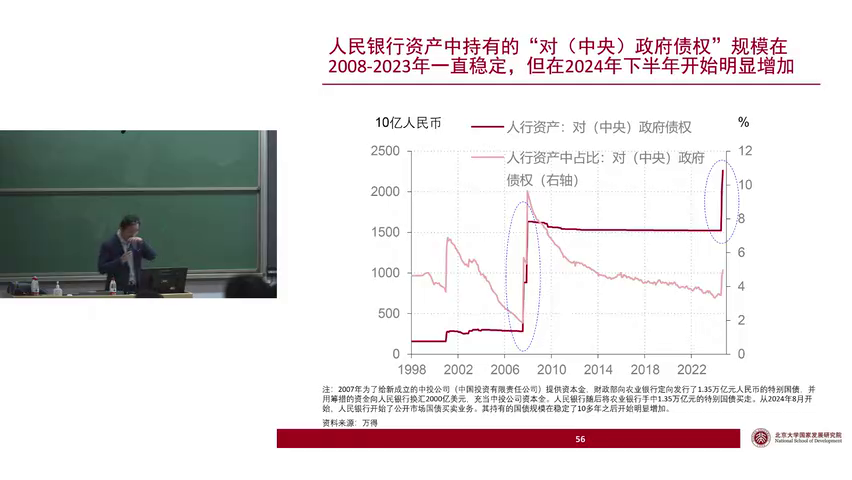 人民银行资产中持有的“对（中央）政府债权”规模在
2008-2023年一直稳定，但在2024年下半年开始明显增加
10亿人民币
人行资产：对（中央）政府债权
%
人行资产中占比：对（中央）政府
债权（右轴）
2500
2000
1500
1000
500
0
12
10
8
6
4
2
0
1998 2002 2006 2010 2014 2018 2022
注：2007年为了给新成立的中投公司（中国投资有限责任公司）提供资本金，财政部向农业银行定向发行了1.35万亿元人民币的特别国债，并
用筹措的资金向人民银行换汇2000亿美元，充当中投公司资本金。人民银行随后将农业银行手中1.35万亿元的特别国债买走。从2024年8月开
始，人民银行开始了公开市场国债买卖业务。其持有的国债规模在稳定了10多年之后开始明显增加。
资料来源：万得
56
北京大学国家发展研究院
National School of Development